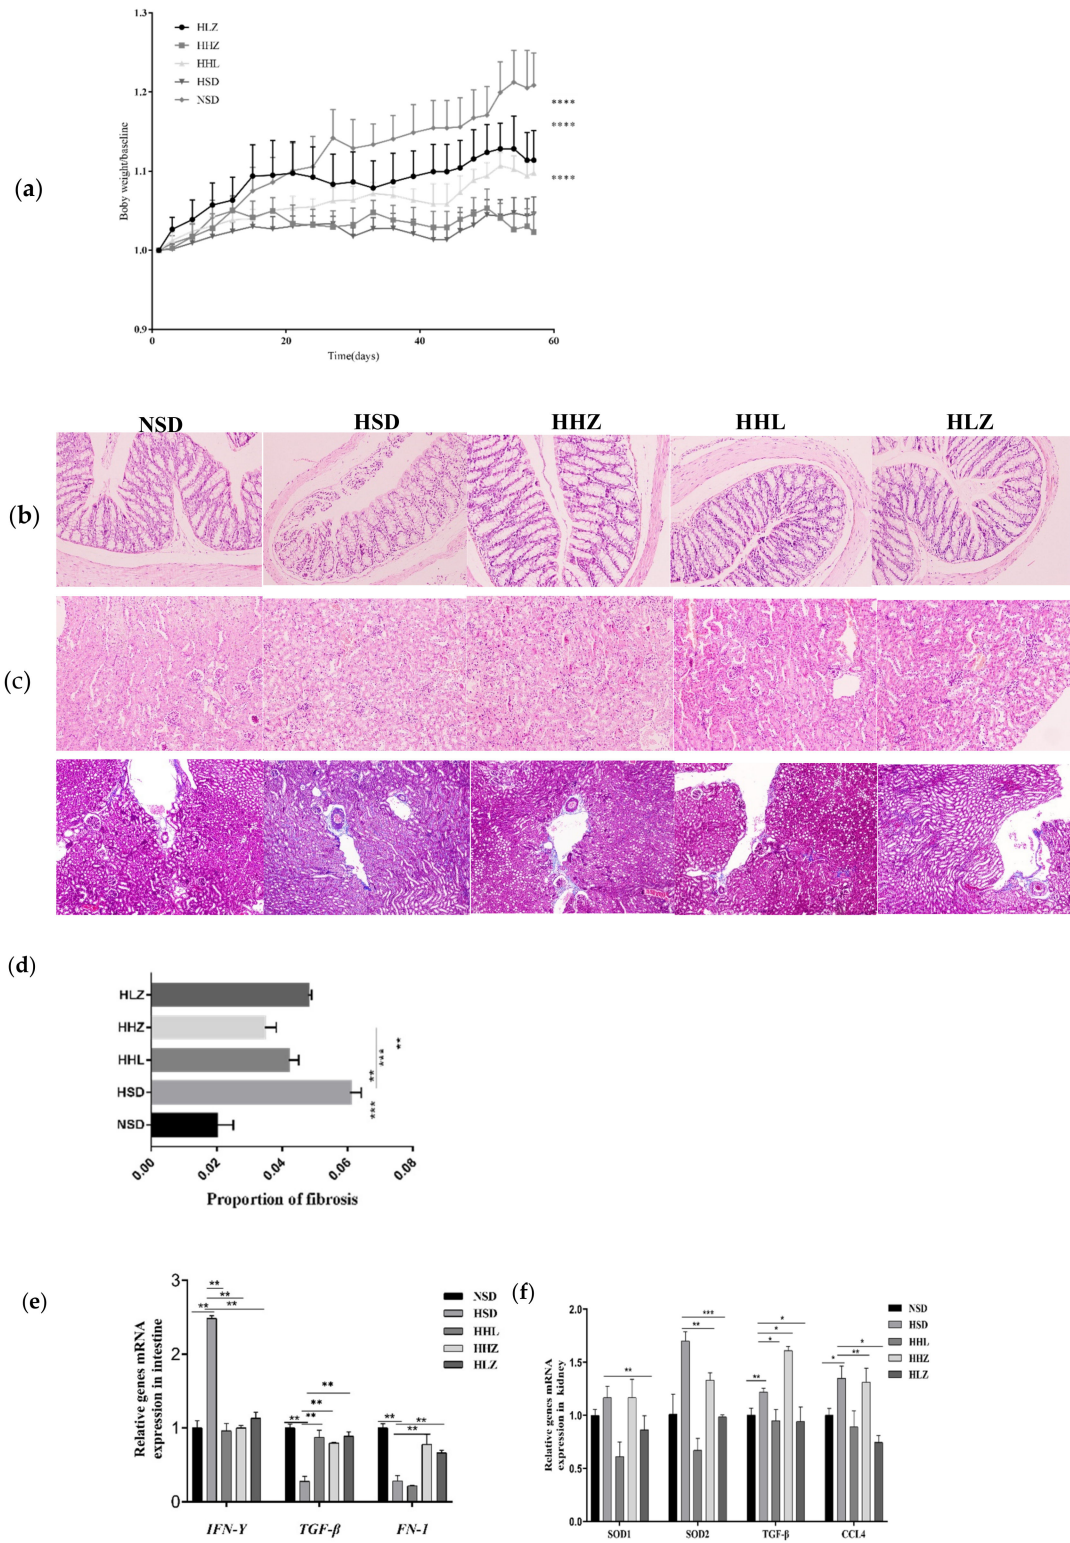 (a)
1.3
1.2
1.1
1.0
0.9
Boby weight/baseline
HLZ
HHZ
HHL
HSD
NSD
****
****
****
0
20
40
60
Time(days)
NSD
HSD
HHZ
HHL
HLZ
(b)
(c)
(d)
HLZ
HHZ
HHL
HSD
NSD
**
***
**
***
0.00
0.02
0.04
0.06
0.08
Proportion of fibrosis
(e)
Relative genes mRNA
expression in intestine
3
2
1
0
**
**
**
**
**
**
**
**
**
**
**
NSD
HSD
HHL
HHZ
HLZ
IFN-Y
TGF-β
FN-1
(f)
Relative genes mRNA
expression in kidney
2.0
1.5
1.0
0.5
0.0
**
***
**
**
*
*
*
*
*
**
NSD
HSD
HHL
HHZ
HLZ
SOD1
SOD2
TGF-β
CCL4